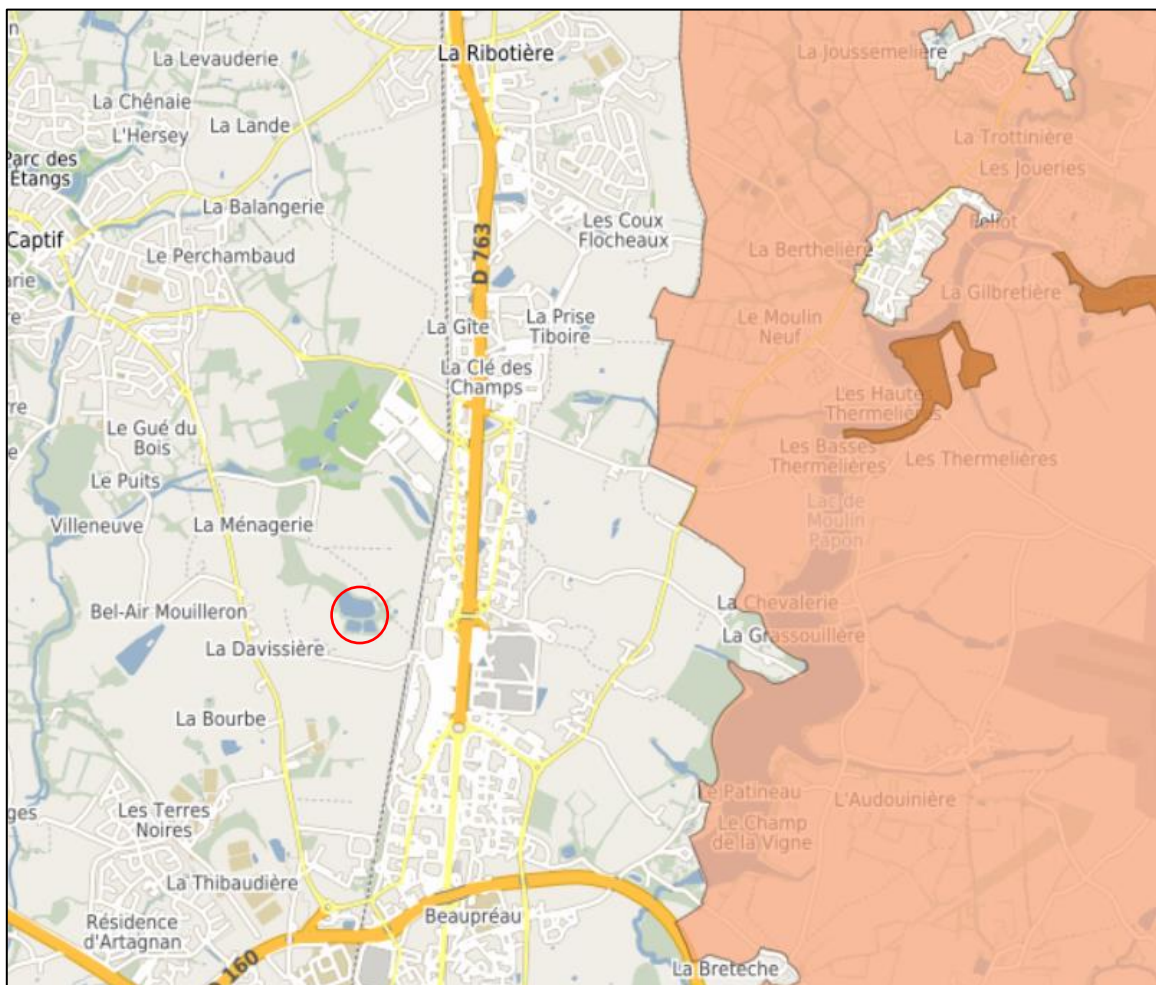 La Ribotière
La Joussemelière
La Levauderie
La Chênaie
L'Hersey
La Lande
La Trottinière
Les Joueries
Parc des
Étangs
La Balangerie
Les Coux
Flocheaux
Captif
Le Perchambaud
La Berthelière
D 763
La Gilbretière
La Gîte
La Prise
Tiboire
Le Moulin
Neuf
La Clé des
Champs
Les Haute
Thermelières
Le Gué du
Bois
Les Basses
Thermelières
Les Thermelières
Le Puits
Lac de
Moulin
Papon
Villeneuve
La Ménagerie
Bel-Air Mouilleron
La Chevalerie
La Grassouillère
La Davissière
La Bourbe
Le Patineau
L'Audouinière
Les Terres
Noires
Le Champ
de la Vigne
La Thibaudière
Beaupréau
Résidence
d'Artagnan
160
La Breteche